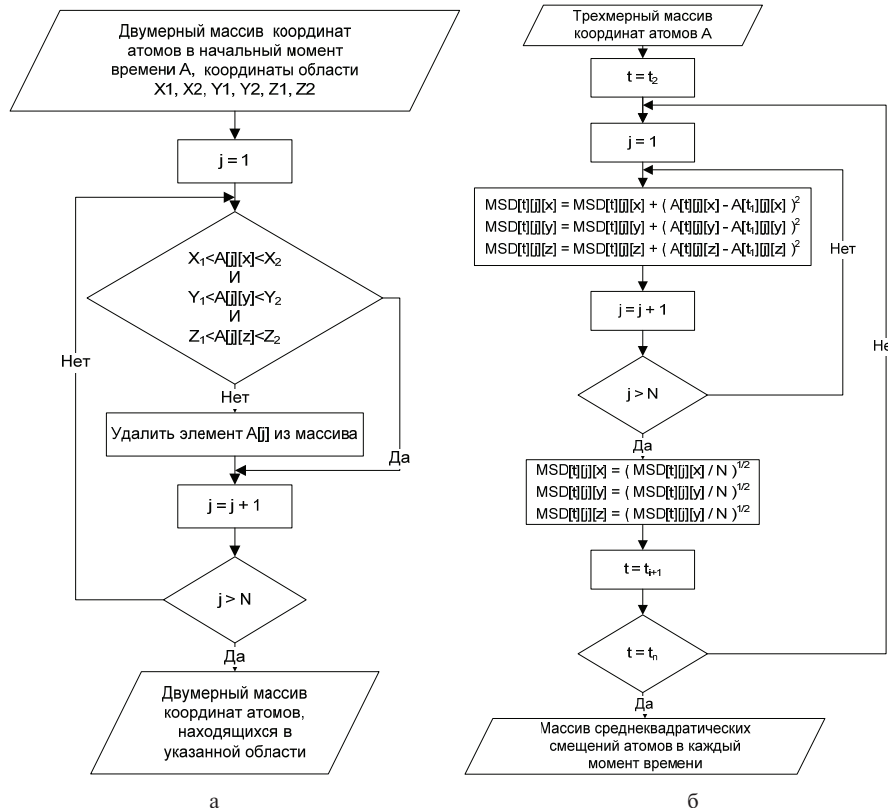 Двумерный массив координат
атомов в начальный момент
времени А, координаты области
X1, X2, Y1, Y2, Z1, Z2
j = 1
X₁<A[j][x]<X₂
И
Y₁<A[j][y]<Y₂
И
Z₁<A[j][z]<Z₂
Нет
Нет
Удалить элемент A[j] из массива
Да
j = j + 1
j > N
Да
Двумерный массив
координат атомов,
находящихся в
указанной области
а
Трехмерный массив
координат атомов А
t = t₂
j = 1
MSD[t][j][x] = MSD[t][j][x] + ( A[t][j][x] - A[t₁][j][x] )²
MSD[t][j][y] = MSD[t][j][y] + ( A[t][j][y] - A[t₁][j][y] )²
MSD[t][j][z] = MSD[t][j][z] + ( A[t][j][z] - A[t₁][j][z] )²
Нет
j = j + 1
Не
j > N
Да
MSD[t][j][x] = ( MSD[t][j][x] / N )^1/2
MSD[t][j][y] = ( MSD[t][j][y] / N )^1/2
MSD[t][j][z] = ( MSD[t][j][y] / N )^1/2
t = tᵢ₊₁
t = tₙ
Да
Массив среднеквадратических
смещений атомов в каждый
момент времени
б